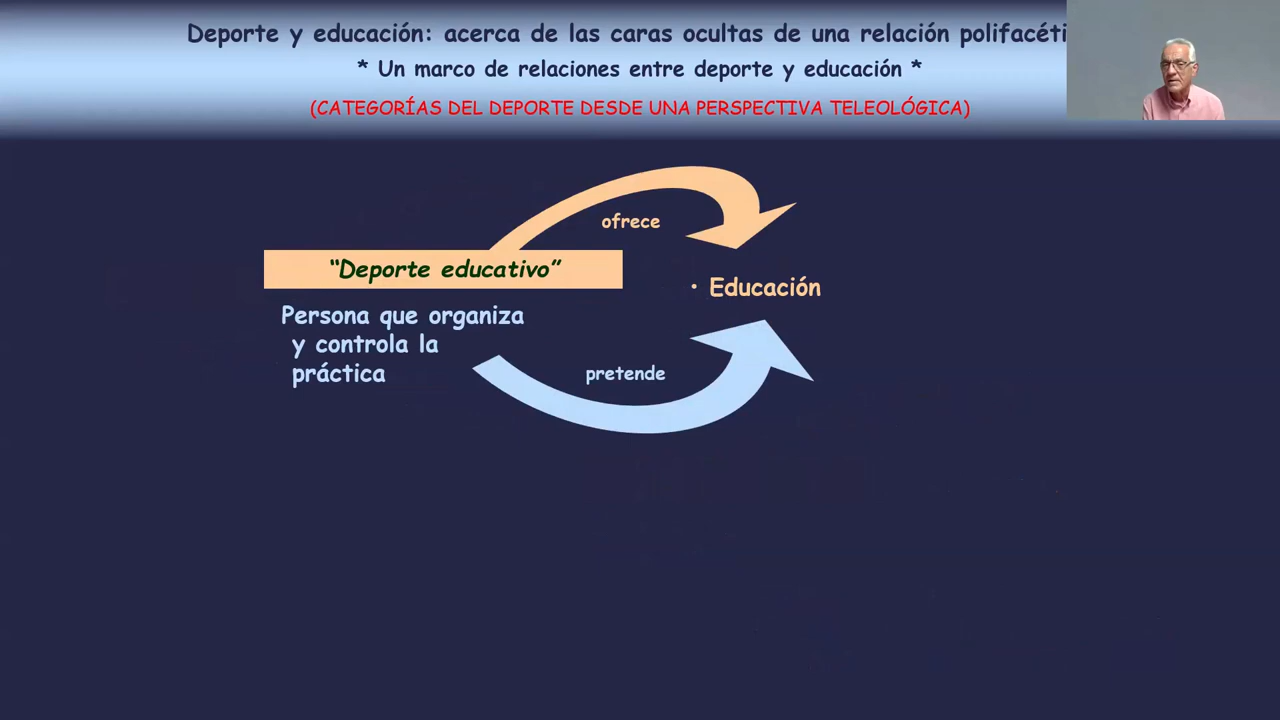 Deporte y educación: acerca de las caras ocultas de una relación polifacéti
* Un marco de relaciones entre deporte y educación *
(CATEGORÍAS DEL DEPORTE DESDE UNA PERSPECTIVA TELEOLÓGICA)
ofrece
“Deporte educativo”
• Educación
Persona que organiza
y controla la
práctica
pretende